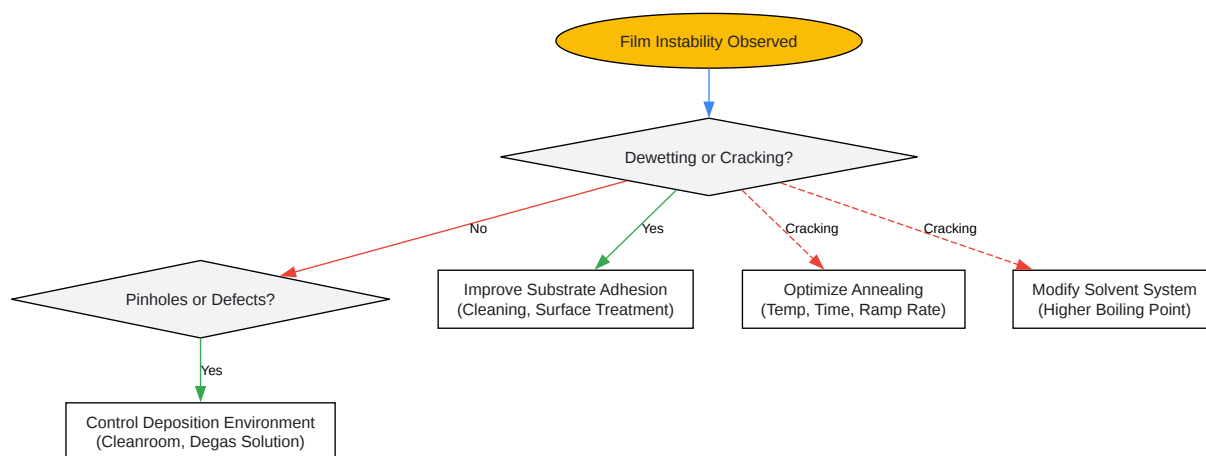 Film Instability Observed
Dewetting or Cracking?
No
Yes
Cracking
Cracking
Pinholes or Defects?
Improve Substrate Adhesion
(Cleaning, Surface Treatment)
Optimize Annealing
(Temp, Time, Ramp Rate)
Modify Solvent System
(Higher Boiling Point)
Yes
Control Deposition Environment
(Cleanroom, Degas Solution)